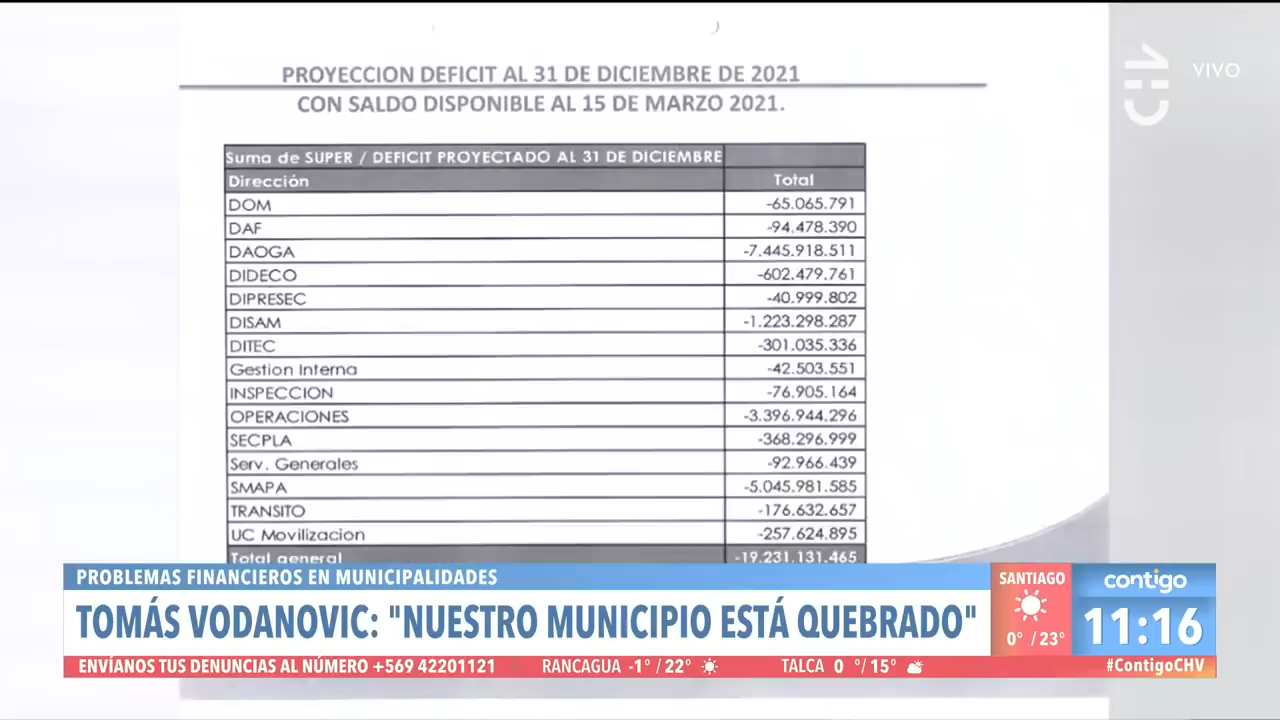 PROYECCION DEFICIT AL 31 DE DICIEMBRE DE 2021
CON SALDO DISPONIBLE AL 15 DE MARZO 2021.
CHV
VIVO
Suma de SUPER / DEFICIT PROYECTADO AL 31 DE DICIEMBRE
Dirección Total
DOM -65.065.791
DAF -94.478.390
DAOGA -7.445.918.511
DIDECO -602.479.761
DIPRESEC -40.999.802
DISAM -1.223.298.287
DITEC -301.035.336
Gestion Interna -42.503.551
INSPECCION -76.905.164
OPERACIONES -3.396.944.296
SECPLA -368.296.999
Serv. Generales -92.966.439
SMAPA -5.045.981.585
TRANSITO -176.632.657
UC Movilizacion -257.624.895
Total general -19.231.131.465
PROBLEMAS FINANCIEROS EN MUNICIPALIDADES
TOMÁS VODANOVIC: "NUESTRO MUNICIPIO ESTÁ QUEBRADO"
SANTIAGO
0° / 23°
contigo
11:16
ENVÍANOS TUS DENUNCIAS AL NÚMERO +569 42201121 RANCAGUA -1° / 22° TALCA 0 °/ 15° #ContigoCHV